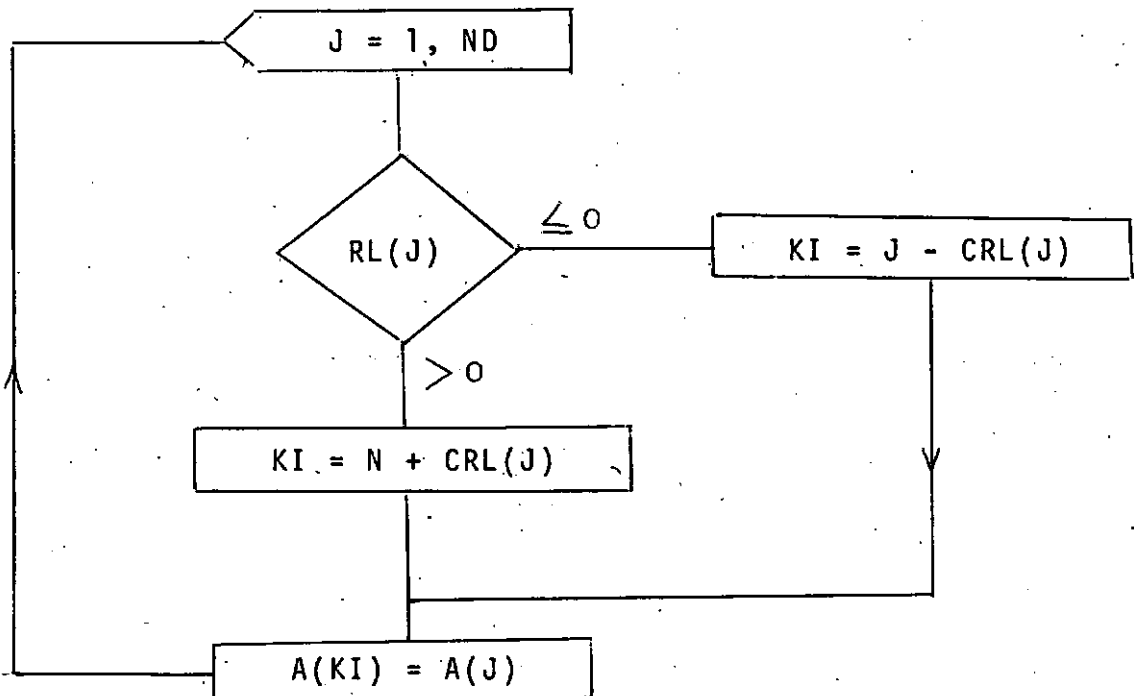 J = 1, ND
RL(J)
≤ 0
KI = J - CRL(J)
> 0
KI = N + CRL(J)
A(KI) = A(J)